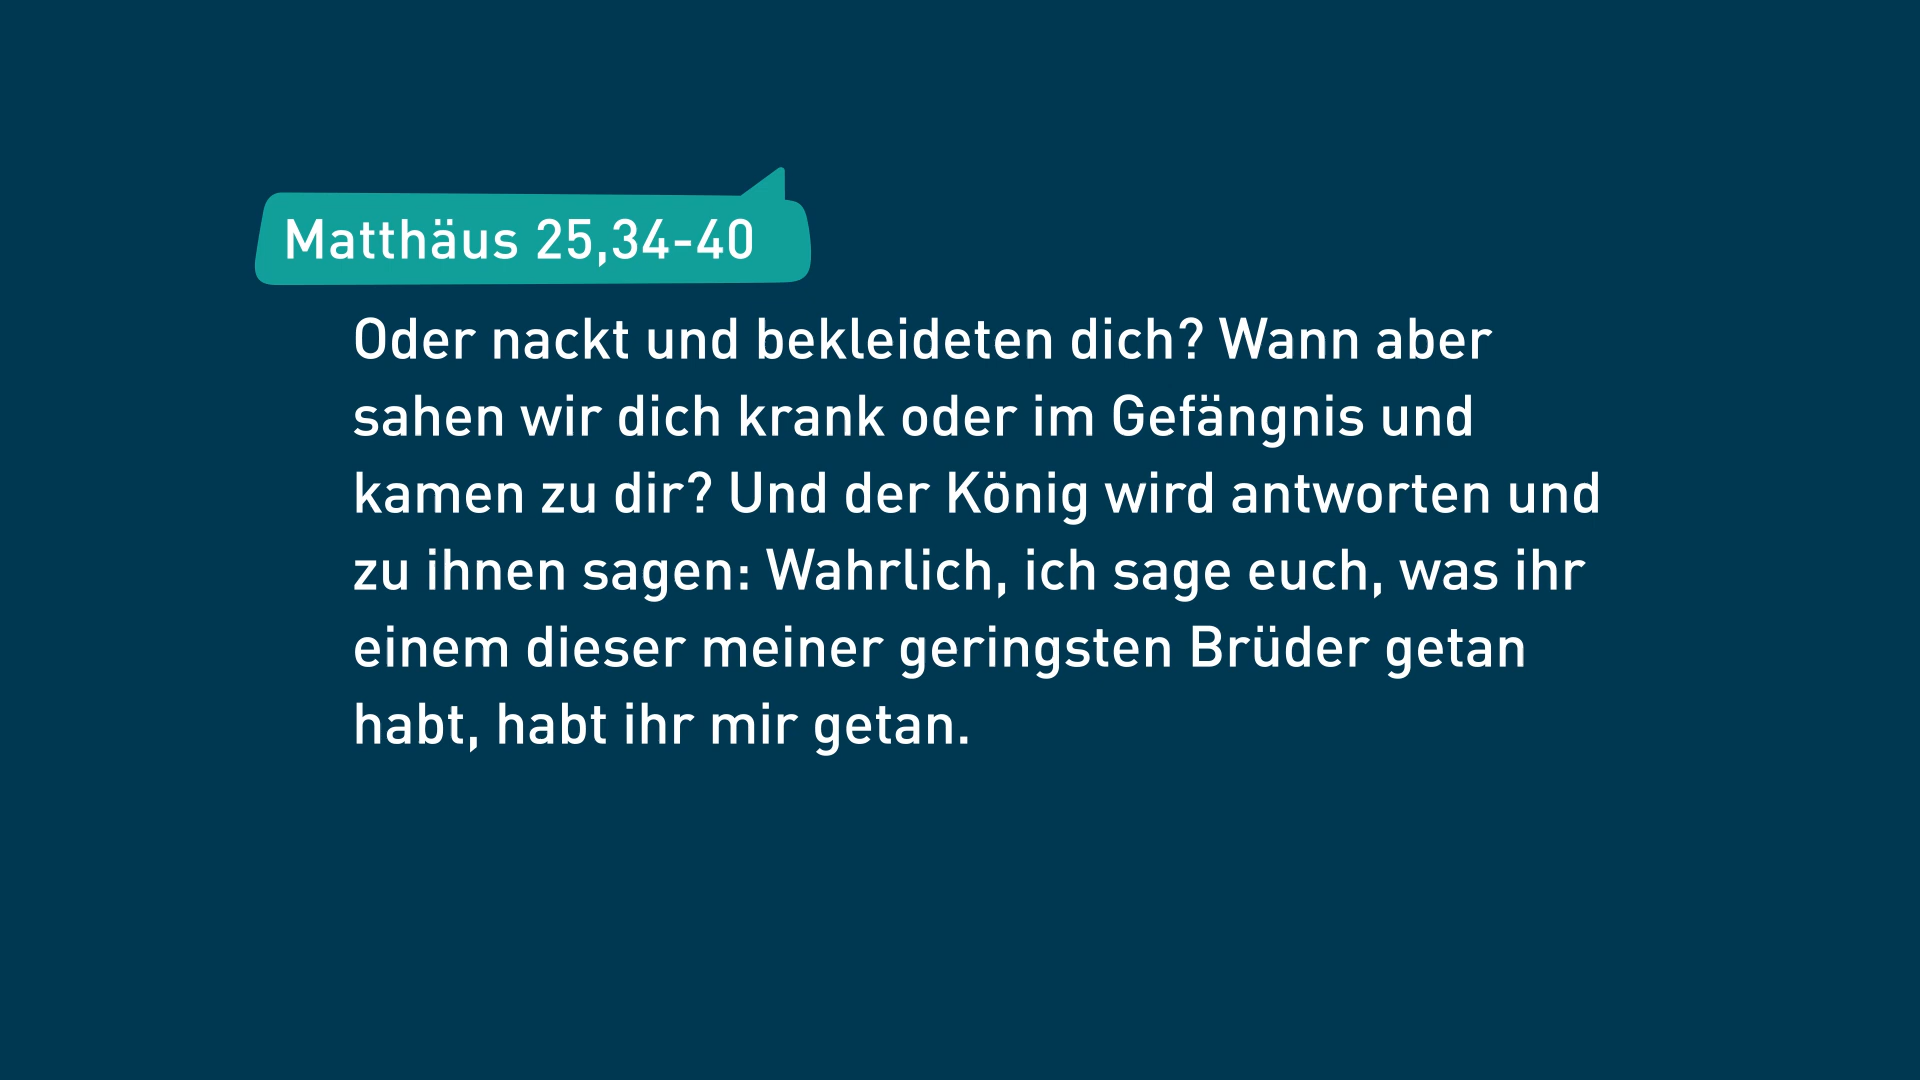 Matthäus 25,34-40
Oder nackt und bekleideten dich? Wann aber
sahen wir dich krank oder im Gefängnis und
kamen zu dir? Und der König wird antworten und
zu ihnen sagen: Wahrlich, ich sage euch, was ihr
einem dieser meiner geringsten Brüder getan
habt, habt ihr mir getan.